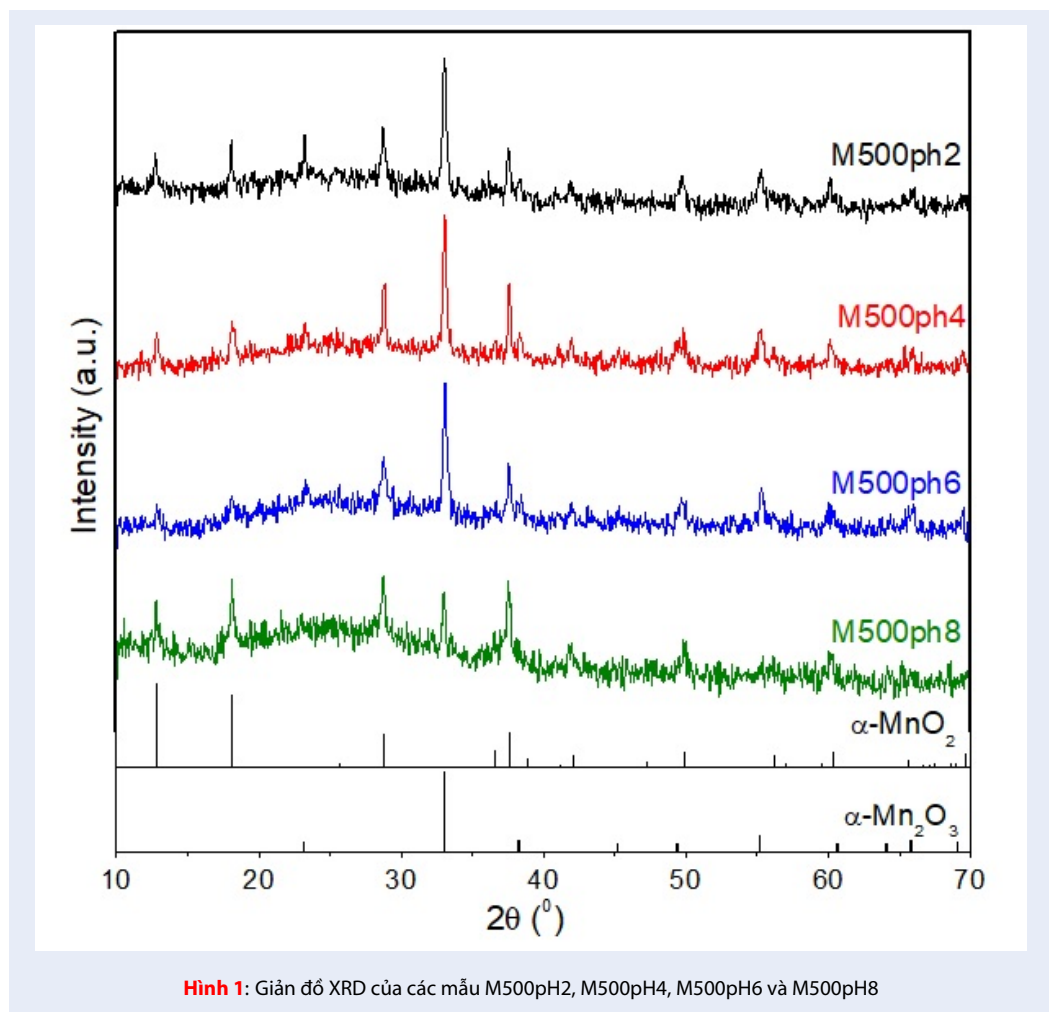 M500ph2
M500ph4
M500ph6
M500ph8
α-MnO₂
α-Mn₂O₃
Intensity (a.u.)
10 20 30 40 50 60 70
2θ (⁰)
Hình 1: Giản đồ XRD của các mẫu M500pH2, M500pH4, M500pH6 và M500pH8